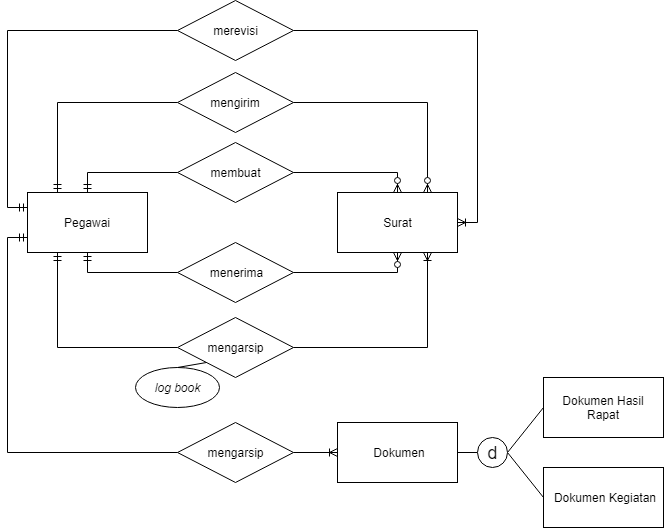 merevisi
mengirim
membuat
Pegawai
Surat
menerima
mengarsip
log book
Dokumen Hasil
Rapat
mengarsip
Dokumen
d
Dokumen Kegiatan